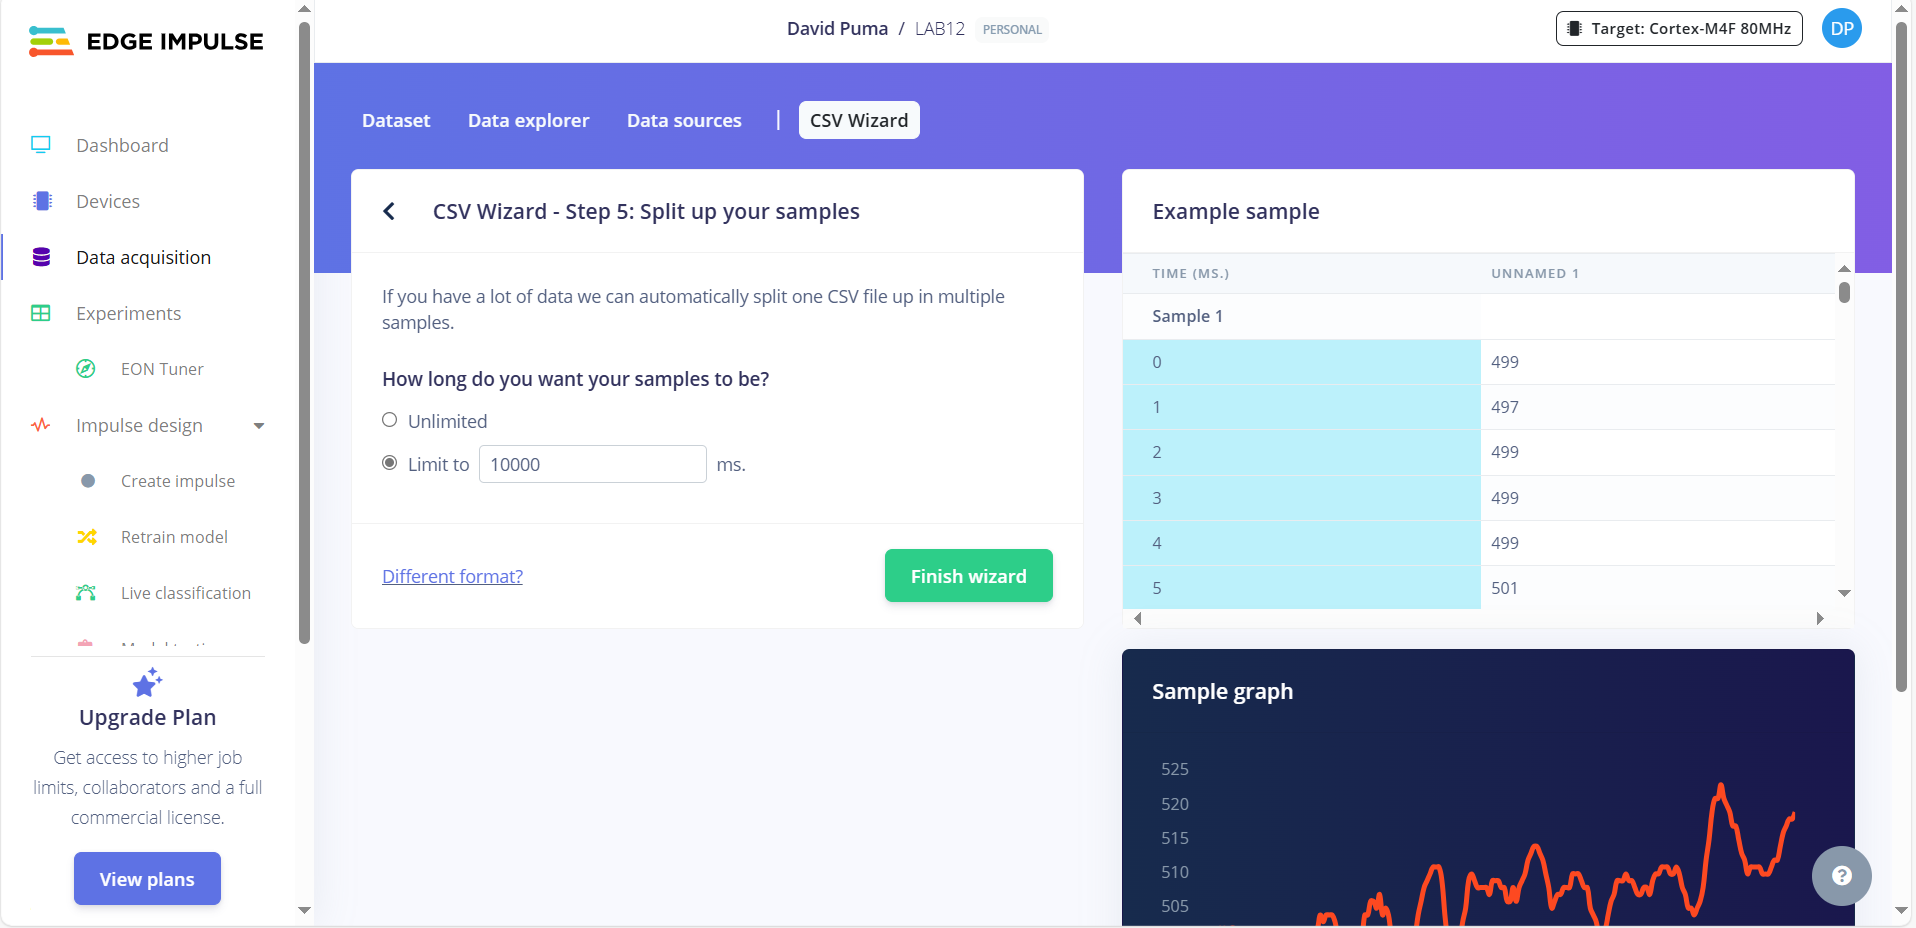 EDGE IMPULSE
David Puma / LAB12 PERSONAL
Target: Cortex-M4F 80MHz
DP
Dashboard
Devices
Data acquisition
Experiments
EON Tuner
Impulse design
Create impulse
Retrain model
Live classification
Upgrade Plan
Get access to higher job
limits, collaborators and a full
commercial license.
View plans
Dataset
Data explorer
Data sources
|
CSV Wizard
CSV Wizard - Step 5: Split up your samples
If you have a lot of data we can automatically split one CSV file up in multiple
samples.
How long do you want your samples to be?
Unlimited
Limit to 10000 ms.
Different format?
Finish wizard
Example sample
TIME (MS.) UNNAMED 1
Sample 1
0 499
1 497
2 499
3 499
4 499
5 501
Sample graph
525
520
515
510
505
?